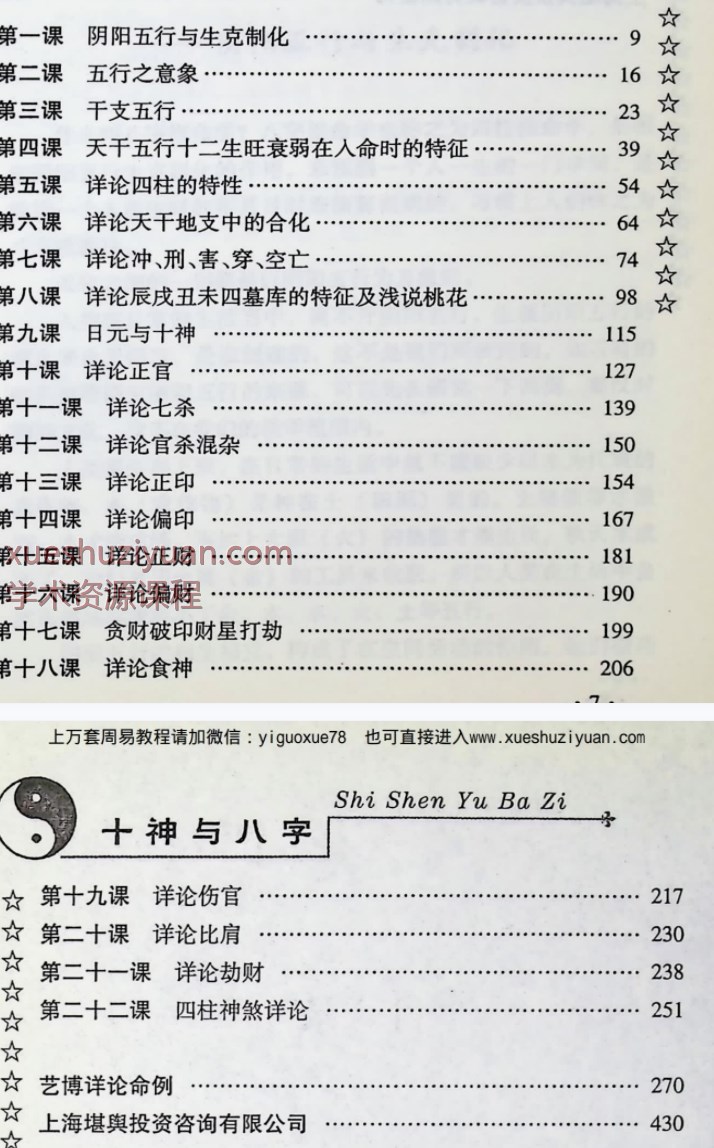 第一课 阴阳五行与生克制化 …… 9
第二课 五行之意象 …… 16
第三课 干支五行 …… 23
第四课 天干五行十二生旺衰弱在人命时的特征 …… 39
第五课 详论四柱的特性 …… 54
第六课 详论天干地支中的合化 …… 64
第七课 详论冲、刑、害、穿、空亡 …… 74
第八课 详论辰戌丑未四墓库的特征及浅说桃花 …… 98
第九课 日元与十神 …… 115
第十课 详论正官 …… 127
第十一课 详论七杀 …… 139
第十二课 详论官杀混杂 …… 150
第十三课 详论正印 …… 154
第十四课 详论偏印 …… 167
第十五课 详论正财 …… 181
xueshuziyuan.com
第十六课 详论偏财 …… 190
学术资源课程
第十七课 贪财破印财星打劫 …… 199
第十八课 详论食神 …… 206
· 7 ·
上万套周易教程请加微信：yiguoxue78 也可直接进入www.xueshuziyuan.com
Shi Shen Yu Ba Zi
十神与八字
第十九课 详论伤官 …… 217
第二十课 详论比肩 …… 230
第二十一课 详论劫财 …… 238
第二十二课 四柱神煞详论 …… 251
艺博详论命例 …… 270
上海堪舆投资咨询有限公司 …… 430